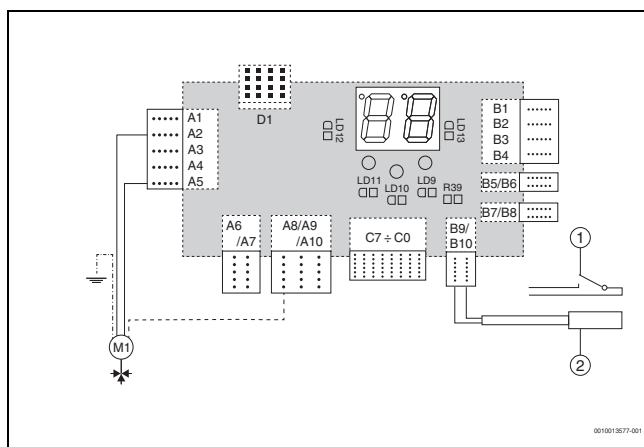 D1
A1
A2
A3
A4
A5
LD12
LD13
B1
B2
B3
B4
LD11
LD10
LD9
R39
B5/B6
B7/B8
A6
/A7
A8/A9
/A10
C7 ÷ C0
B9/
B10
1
M1
2
0010013577-001